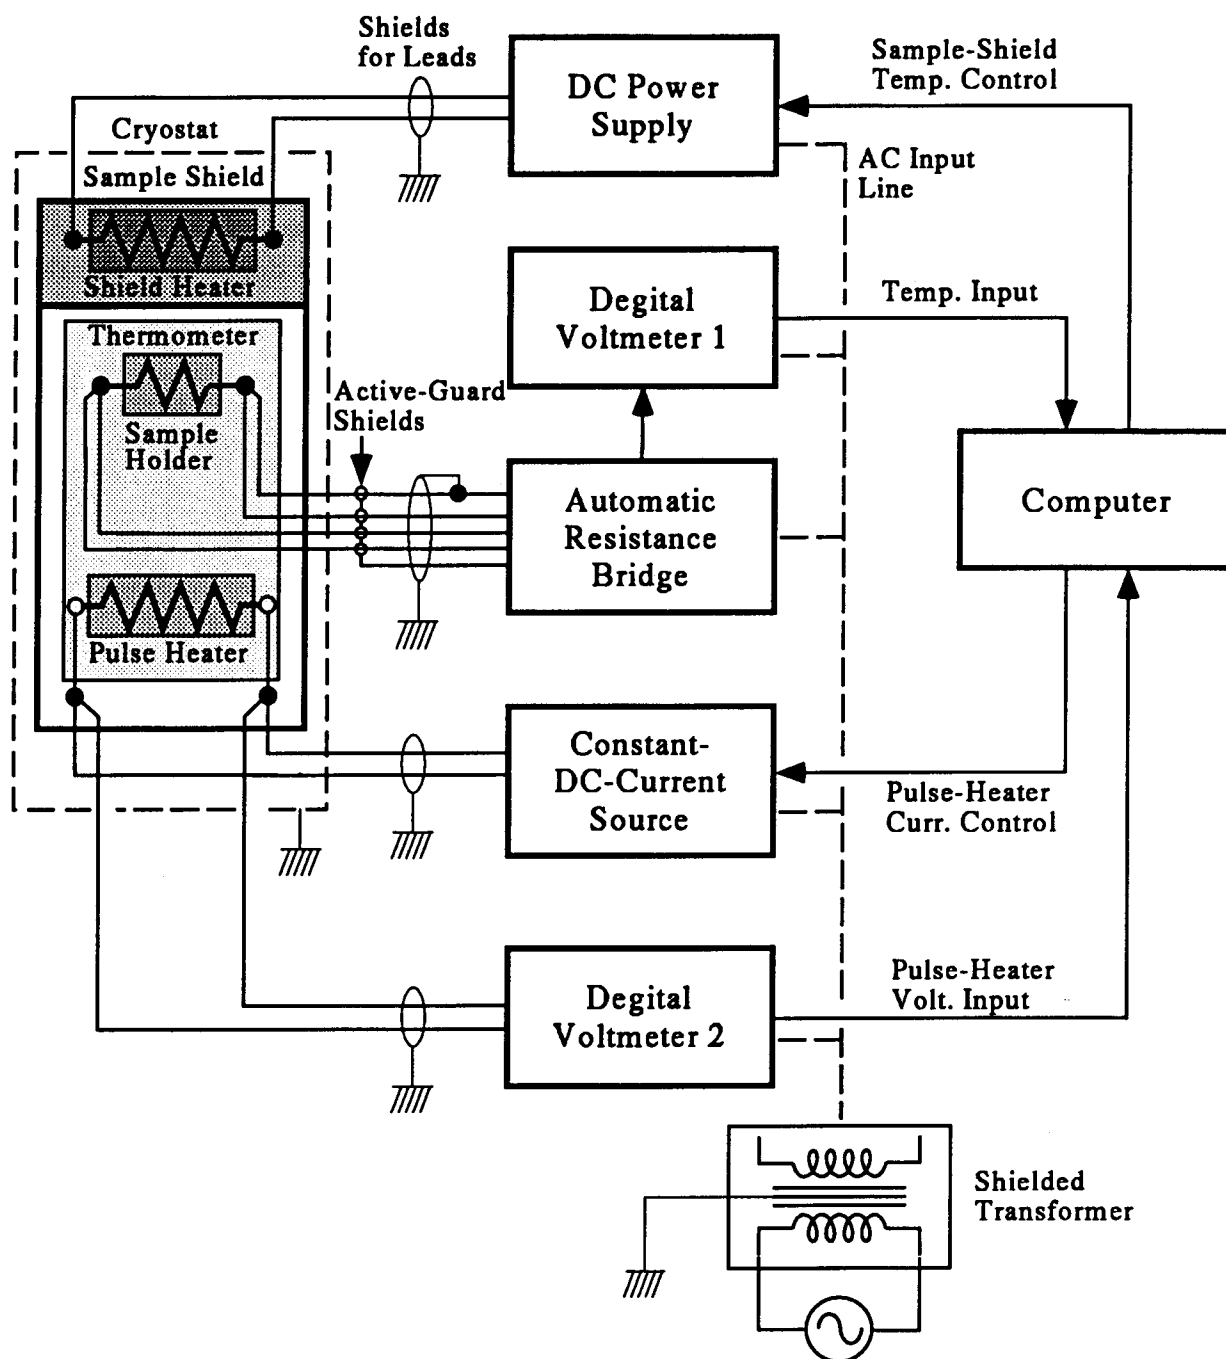 Shields
for Leads
DC Power
Supply
Sample-Shield
Temp. Control
Cryostat
Sample Shield
AC Input
Line
Shield Heater
Degital
Voltmeter 1
Temp. Input
Thermometer
Active-Guard
Shields
Sample
Holder
Automatic
Resistance
Bridge
Computer
Pulse Heater
Constant-
DC-Current
Source
Pulse-Heater
Curr. Control
Degital
Voltmeter 2
Pulse-Heater
Volt. Input
Shielded
Transformer